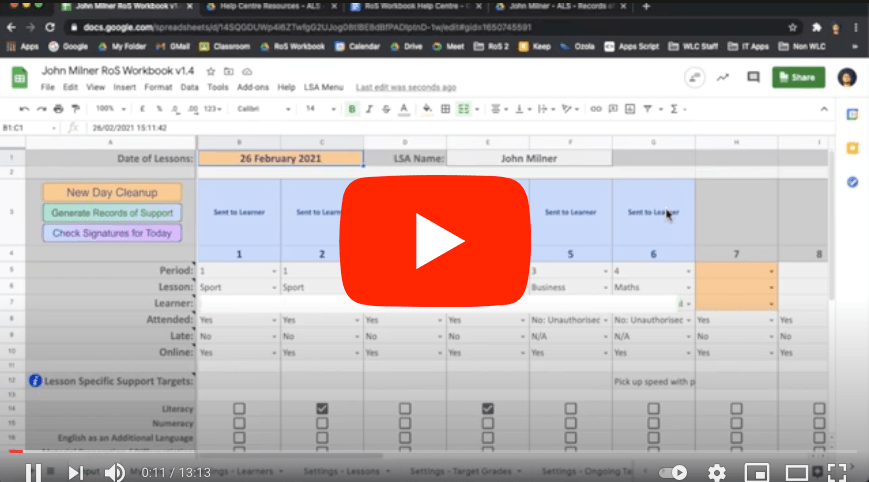 John Milner RoS Workbook v1. × Help Centre Resources - ALS - × RoS Workbook Help Centre - G × John Milner - ALS - Records of × +
docs.google.com/spreadsheets/d/
Apps Google My Folder GMail Classroom RoS Workbook Calendar Drive Meet RoS 2 Keep Ozola Apps Script WLC Staff IT Apps Non WLC »
John Milner RoS Workbook v1.4
Share
File Edit View Insert Format Data Tools Add-ons Help LSA Menu Last edit was seconds ago
100% £ % .0 .00 123 Calibri 14 B I S A
B1:C1 fx 26/02/2021 15:11:42
A B C D E F G H I
1 Date of Lessons: 26 February 2021 LSA Name: John Milner
2
New Day Cleanup
3 Generate Records of Support Sent to Learner Sent to Learn Sent to Learner Sent to Learner
Check Signatures for Today
4 1 2 5 6 7 8
5 Period: 1 1 3 4
6 Lesson: Sport Sport Business Maths
7 Learner:
8 Attended: Yes Yes Yes Yes No: Unauthorisec No: Unauthorisec Yes Yes
9 Late: No No No No N/A N/A No No
10 Online: Yes Yes Yes Yes Yes Yes Yes Yes
11
12 Lesson Specific Support Targets: Pick up speed with p
13
14 Literacy
15 Numeracy
16 English as an Additional Language
Input My Settings - Learners Settings - Lessons Settings - Target Grades Settings - Ongoing Ta
0:11 / 13:13